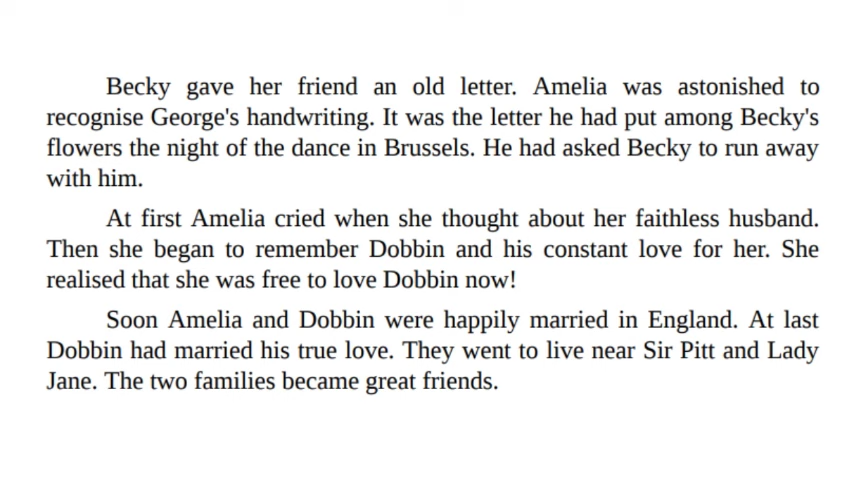 Becky gave her friend an old letter. Amelia was astonished to
recognise George's handwriting. It was the letter he had put among Becky's
flowers the night of the dance in Brussels. He had asked Becky to run away
with him.
At first Amelia cried when she thought about her faithless husband.
Then she began to remember Dobbin and his constant love for her. She
realised that she was free to love Dobbin now!
Soon Amelia and Dobbin were happily married in England. At last
Dobbin had married his true love. They went to live near Sir Pitt and Lady
Jane. The two families became great friends.